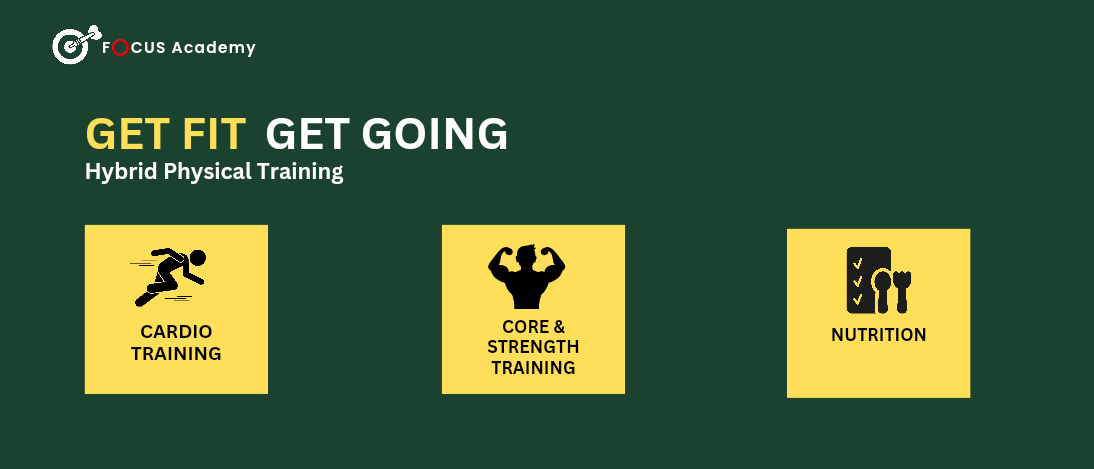 FOCUS Academy
GET FIT GET GOING
Hybrid Physical Training
CARDIO
TRAINING
CORE &
STRENGTH
TRAINING
NUTRITION